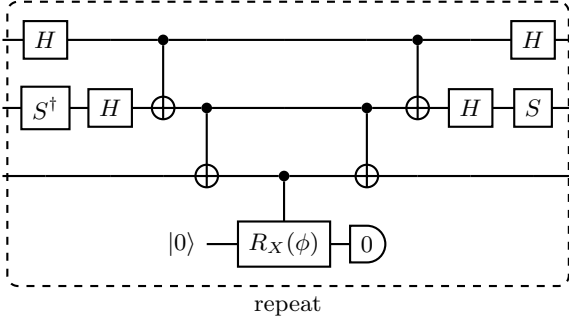 H H
S† H H S
|0⟩ R_X(ϕ) 0
repeat